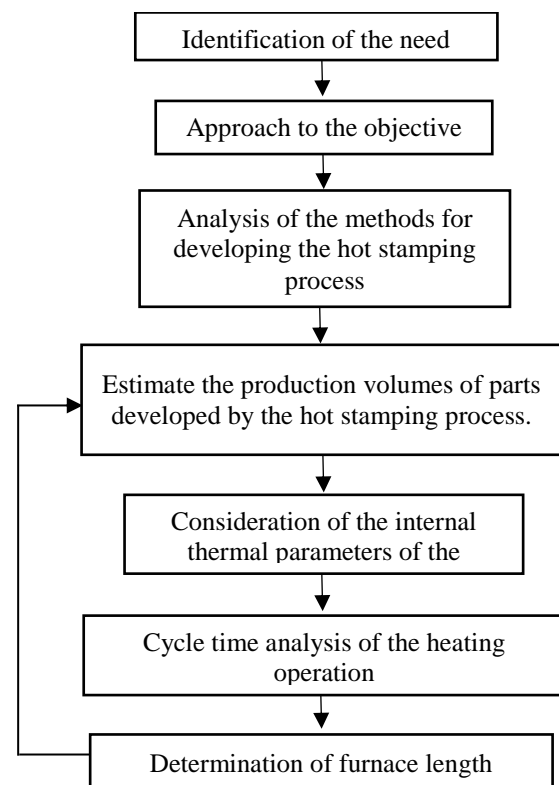 Identification of the need
Approach to the objective
Analysis of the methods for
developing the hot stamping
process
Estimate the production volumes of parts
developed by the hot stamping process.
Consideration of the internal
thermal parameters of the
Cycle time analysis of the heating
operation
Determination of furnace length